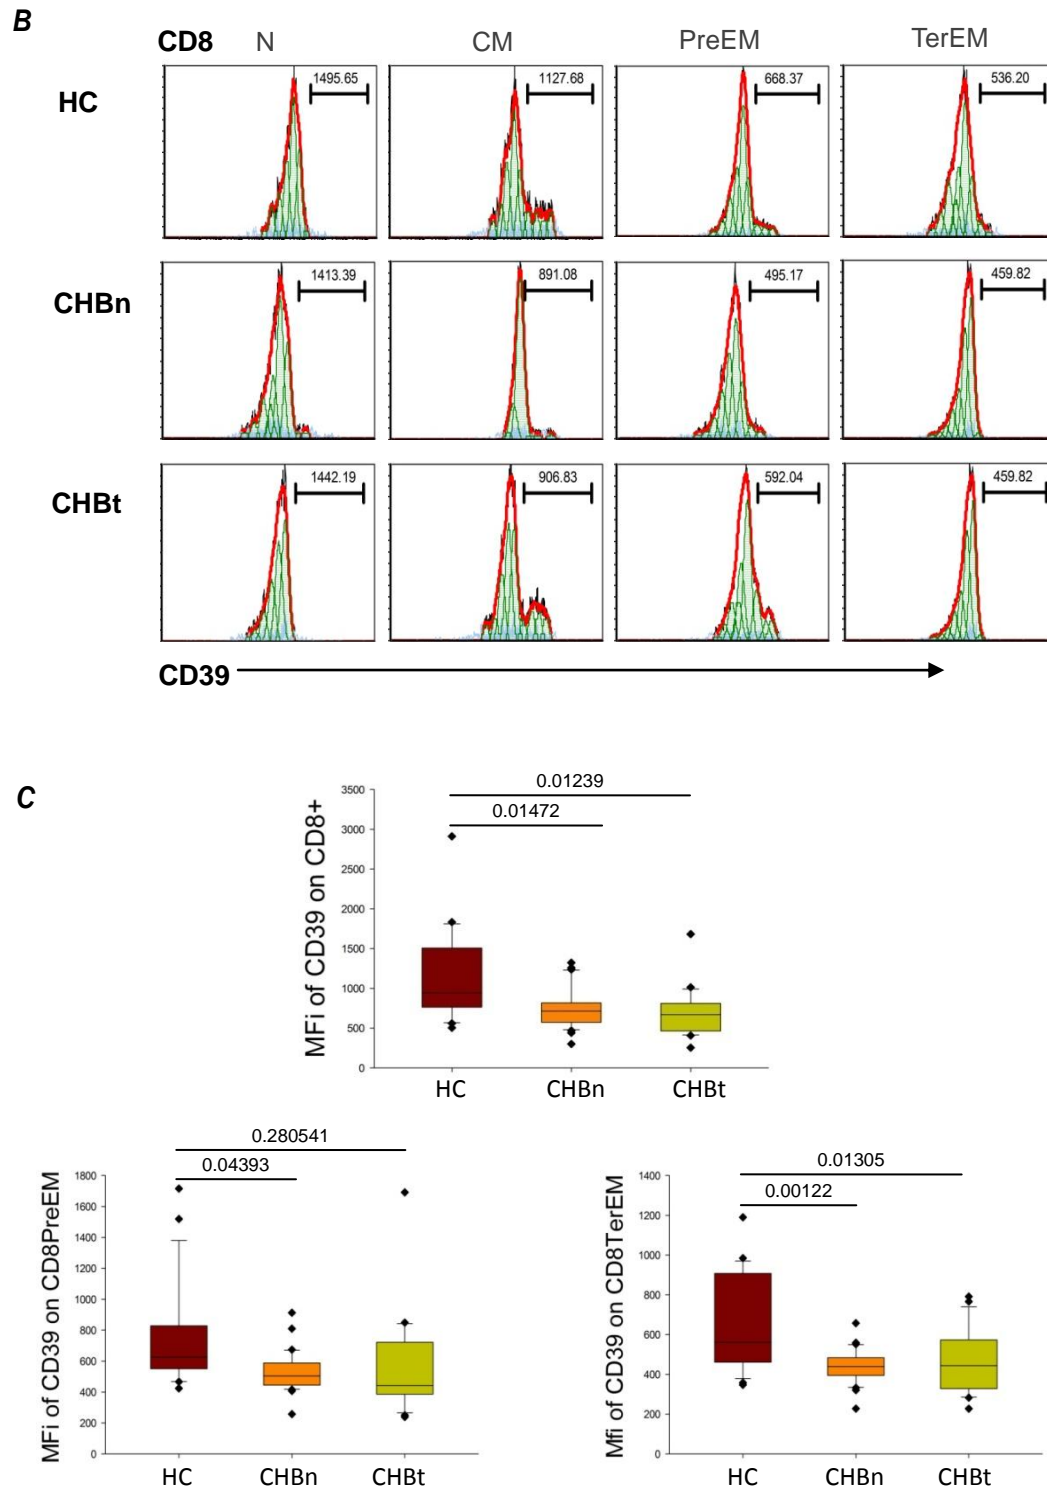 B
CD8 N CM PreEM TerEM
HC
1495.65 1127.68 668.37 536.20
CHBn
1413.39 891.08 495.17 459.82
CHBt
1442.19 906.83 592.04 459.82
CD39
C
MFi of CD39 on CD8+
0.01239
0.01472
3500
3000
2500
2000
1500
1000
500
0
HC CHBn CHBt
MFi of CD39 on CD8PreEM
0.280541
0.04393
1800
1600
1400
1200
1000
800
600
400
200
0
HC CHBn CHBt
Mfi of CD39 on CD8TerEM
0.01305
0.00122
1400
1200
1000
800
600
400
200
0
HC CHBn CHBt